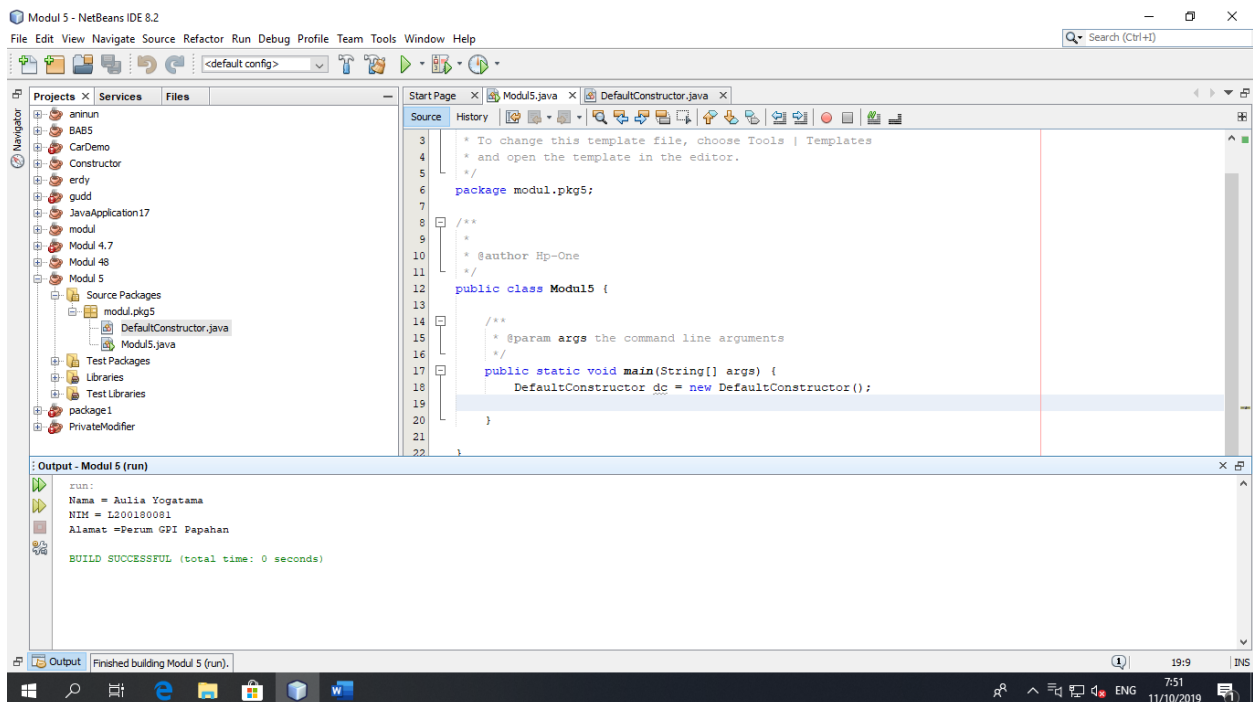 Modul 5 - NetBeans IDE 8.2
File Edit View Navigate Source Refactor Run Debug Profile Team Tools Window Help
Search (Ctrl+I)
<default config>
Projects Services Files
Navigator
aninun
BAB5
CarDemo
Constructor
erdy
gudd
JavaApplication17
modul
Modul 4.7
Modul 48
Modul 5
Source Packages
modul.pkg5
DefaultConstructor.java
Modul5.java
Test Packages
Libraries
Test Libraries
package1
PrivateModifier
Start Page Modul5.java DefaultConstructor.java
Source History
3 * To change this template file, choose Tools | Templates
4 * and open the template in the editor.
5 */
6 package modul.pkg5;
7
8 /**
9 *
10 * @author Hp-One
11 */
12 public class Modul5 {
13
14 /**
15 * @param args the command line arguments
16 */
17 public static void main(String[] args) {
18 DefaultConstructor dc = new DefaultConstructor();
19
20 }
21
22 }
Output - Modul 5 (run)
run:
Nama = Aulia Yogatama
NIM = L200180081
Alamat =Perum GPI Papahan
BUILD SUCCESSFUL (total time: 0 seconds)
Output Finished building Modul 5 (run).
1 19:9 INS
ENG 7:51
11/10/2019